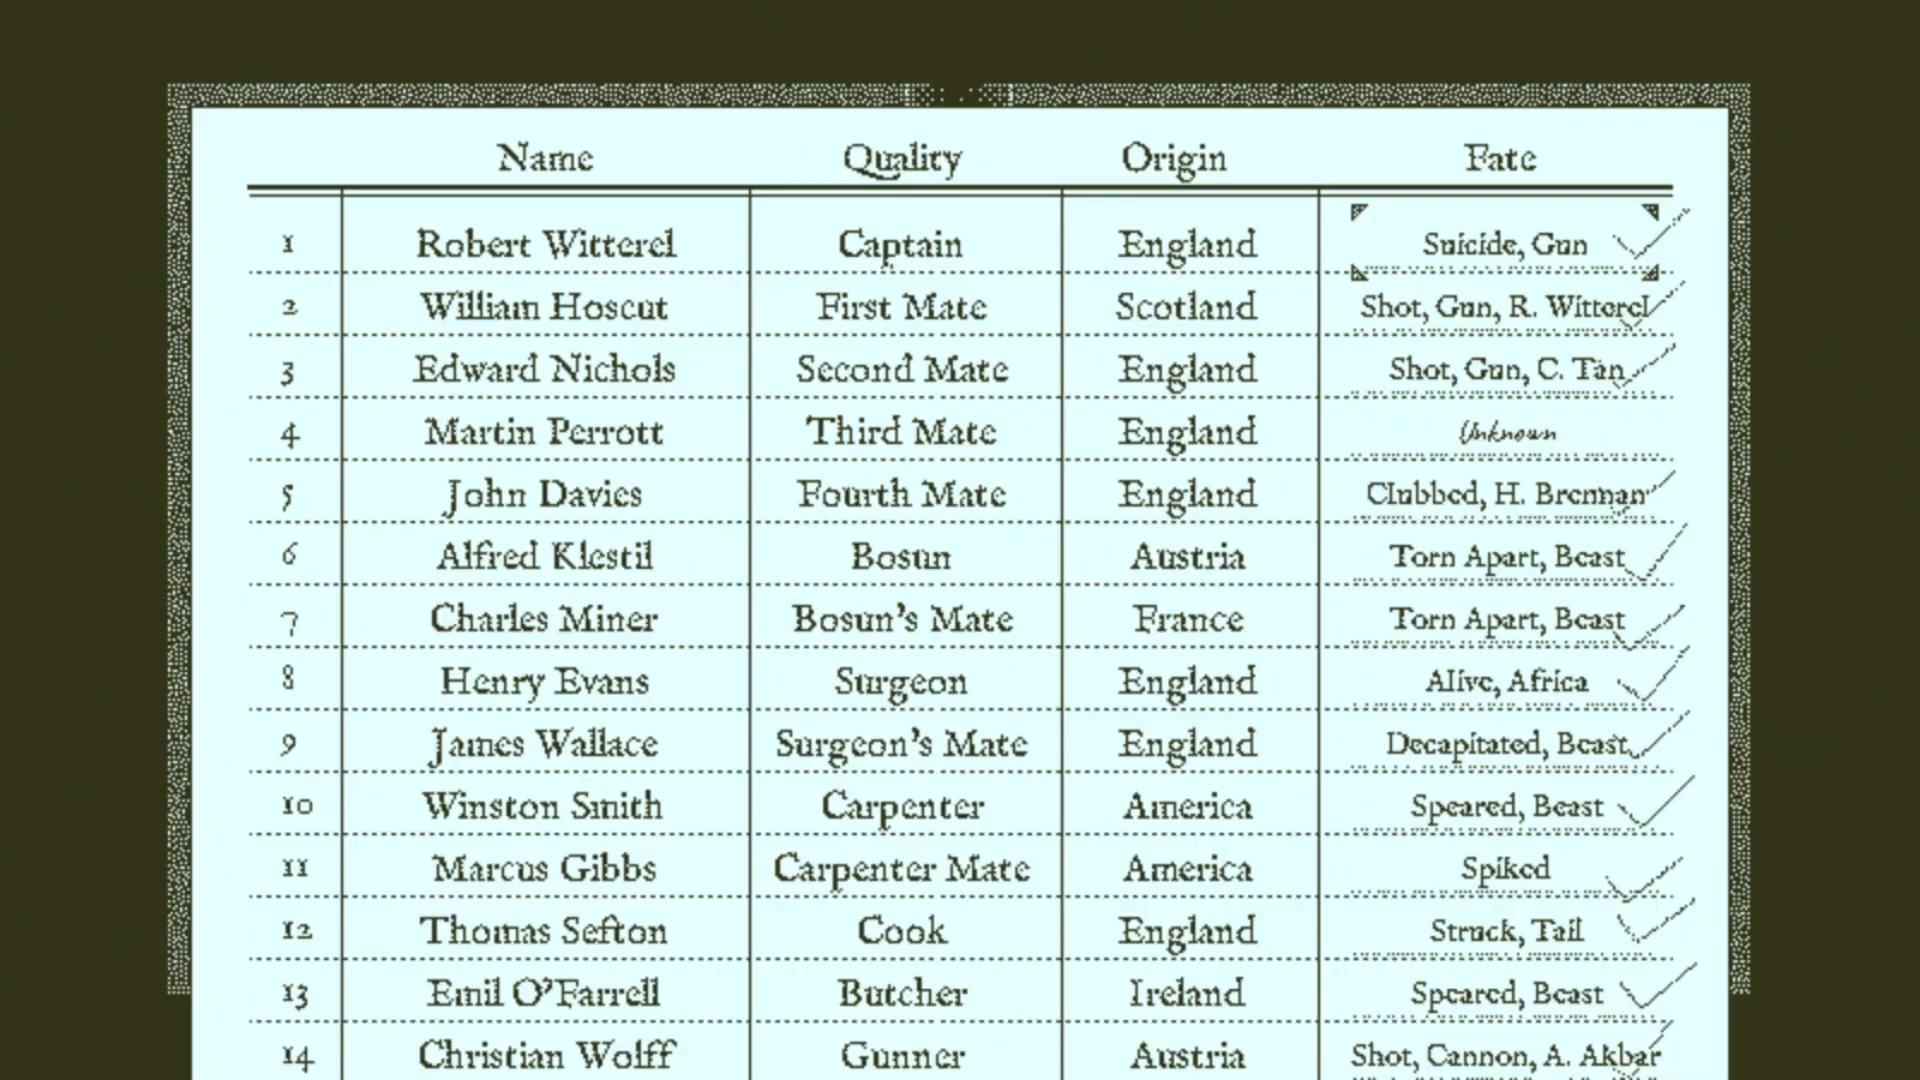 Name Quality Origin Fate
1 Robert Witterel Captain England Suicide, Gun
2 William Hoscut First Mate Scotland Shot, Gun, R. Witterel
3 Edward Nichols Second Mate England Shot, Gun, C. Tan
4 Martin Perrott Third Mate England Unknown
5 John Davies Fourth Mate England Clubbed, H. Brennan
6 Alfred Klestil Bosun Austria Torn Apart, Beast
7 Charles Miner Bosun's Mate France Torn Apart, Beast
8 Henry Evans Surgeon England Alive, Africa
9 James Wallace Surgeon's Mate England Decapitated, Beast
10 Winston Smith Carpenter America Speared, Beast
11 Marcus Gibbs Carpenter Mate America Spiked
12 Thomas Sefton Cook England Struck, Tail
13 Emil O'Farrell Butcher Ireland Speared, Beast
14 Christian Wolff Gunner Austria Shot, Cannon, A. Akbar